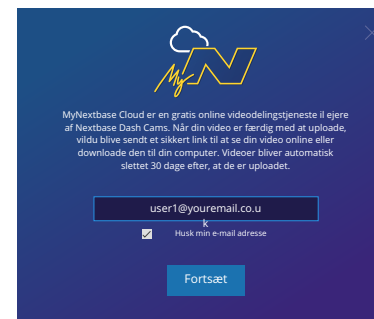 My N
MyNextbase Cloud er en gratis online videodelingstjeneste il ejere
af Nextbase Dash Cams. Når din video er færdig med at uploade,
vildu blive sendt et sikkert link til at se din video online eller
downloade den til din computer. Videoer bliver automatisk
slettet 30 dage efter, at de er uploadet.
user1@youremail.co.u
k
Husk min e-mail adresse
Fortsæt